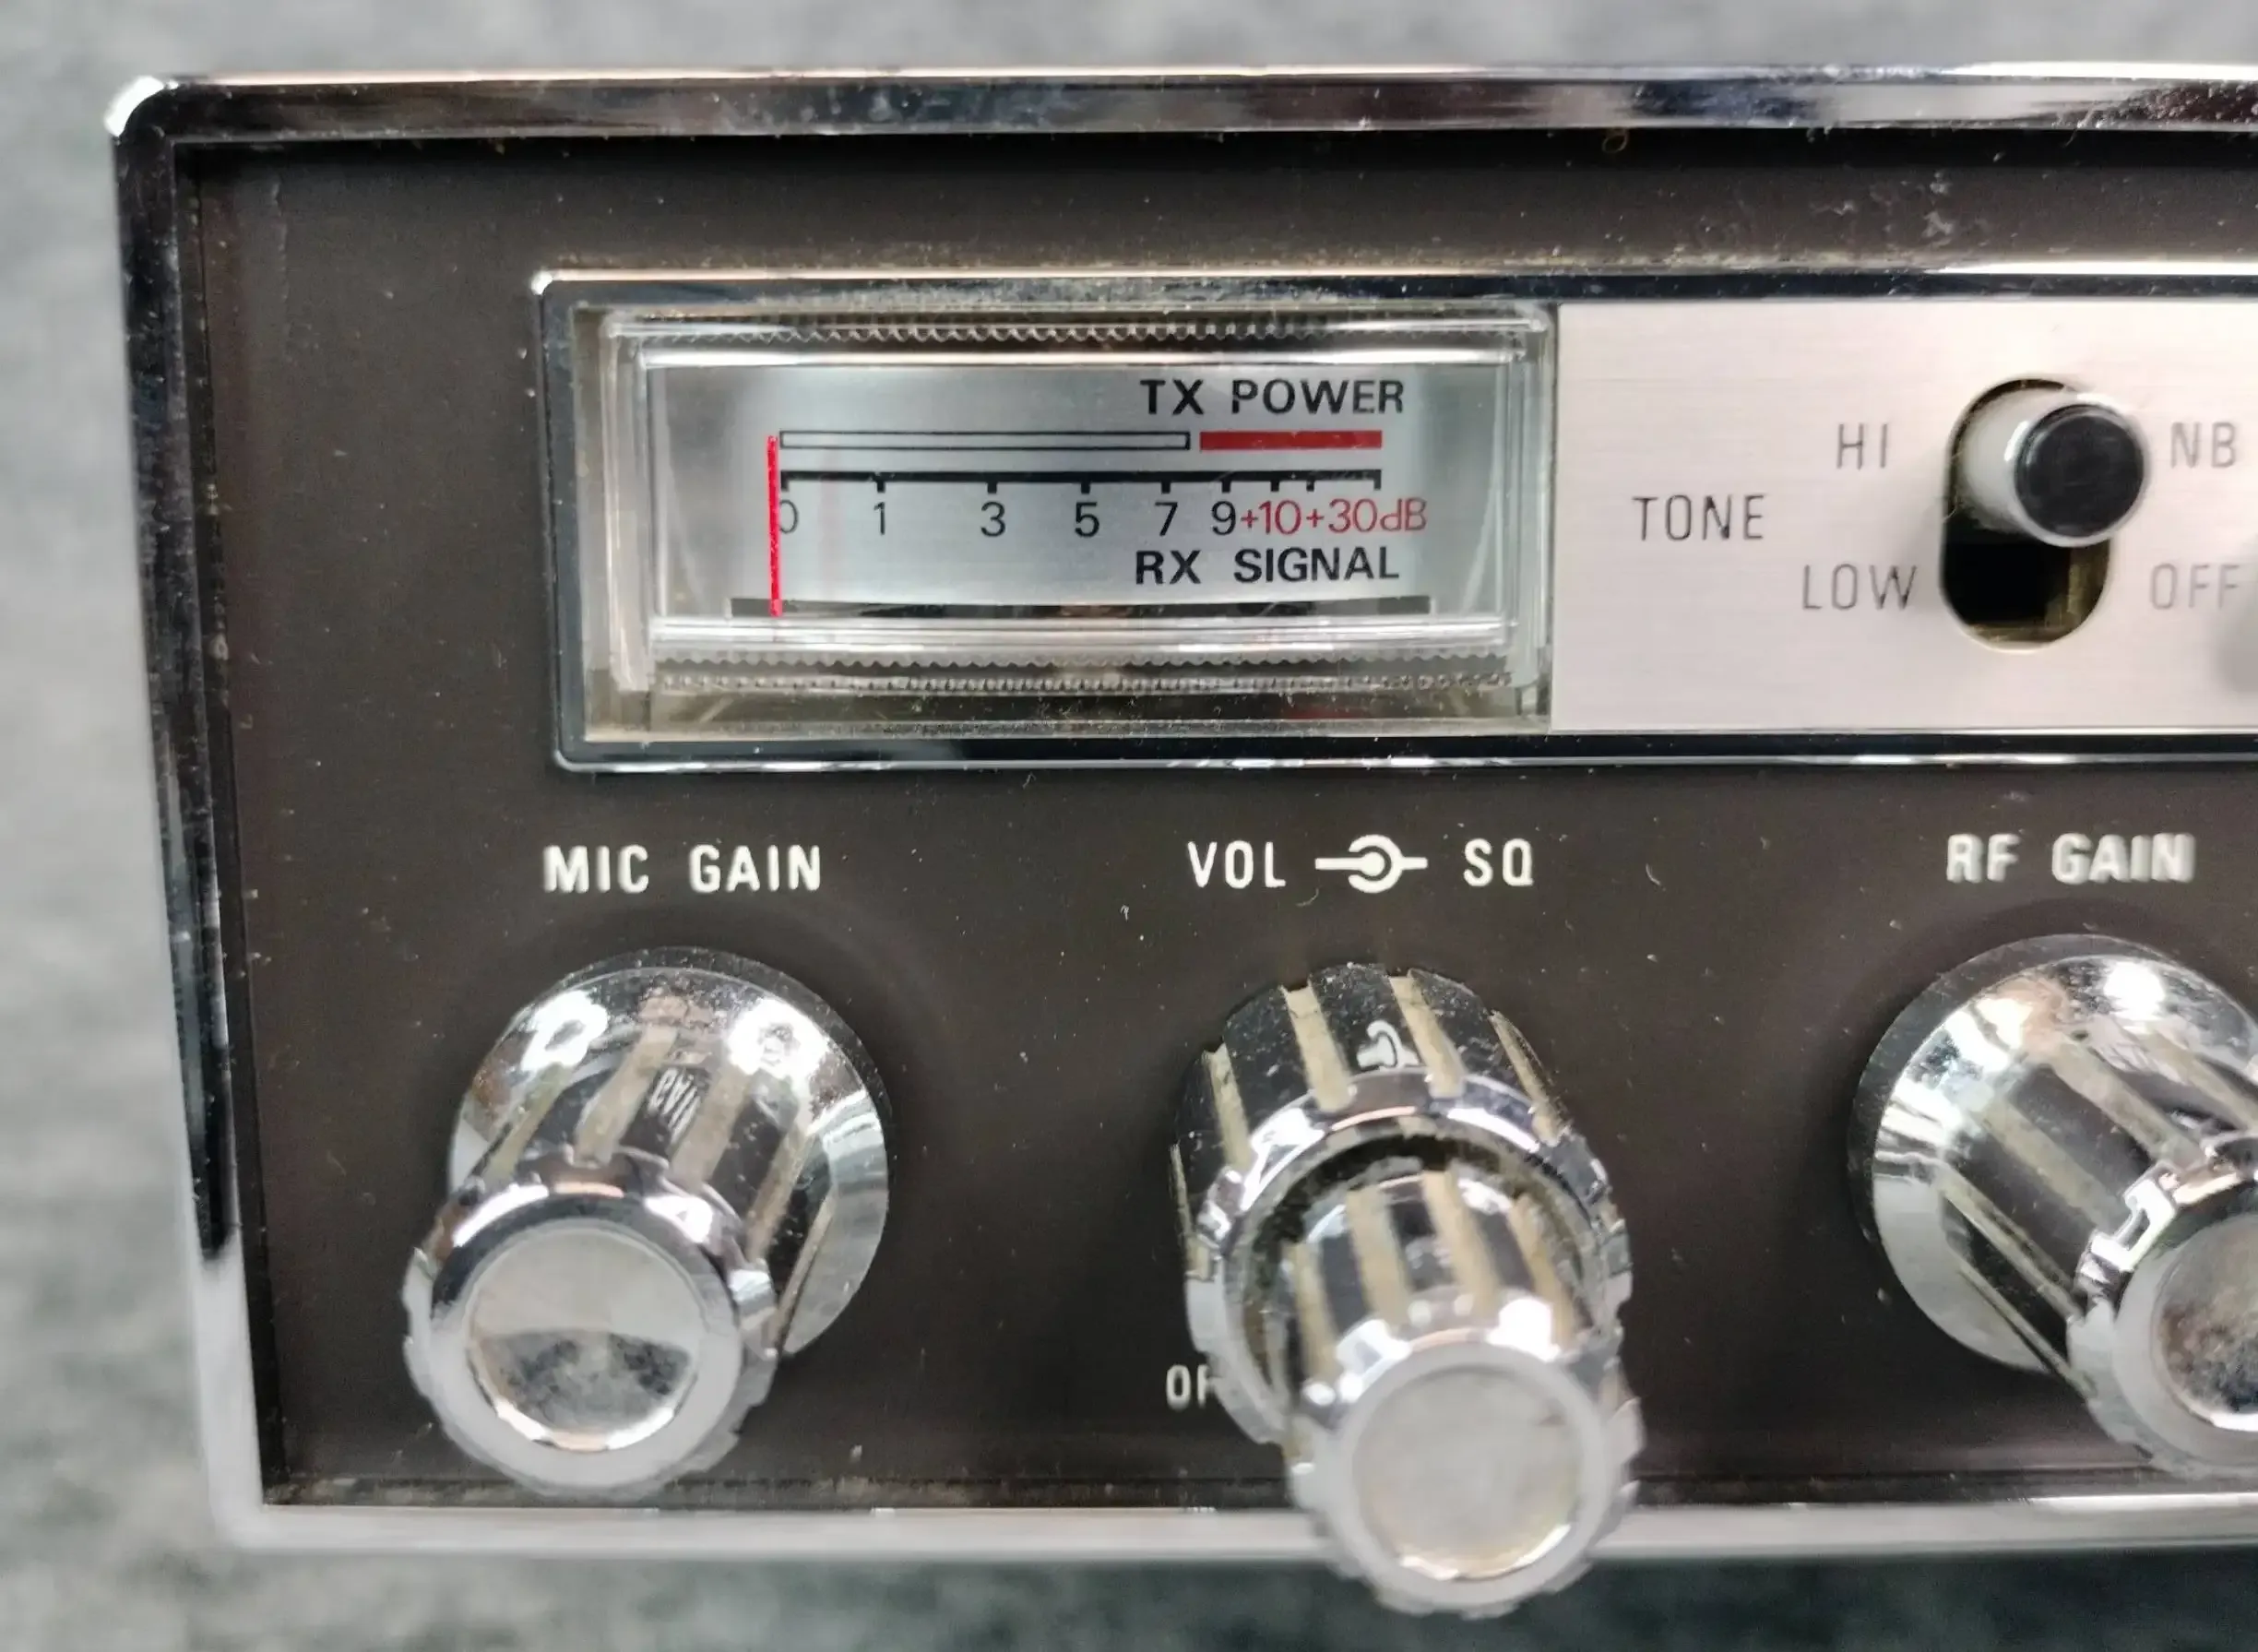 TX POWER
0 1 3 5 7 9 +10 +30dB
RX SIGNAL
HI NB
TONE
LOW OFF
MIC GAIN VOL SQ RF GAIN